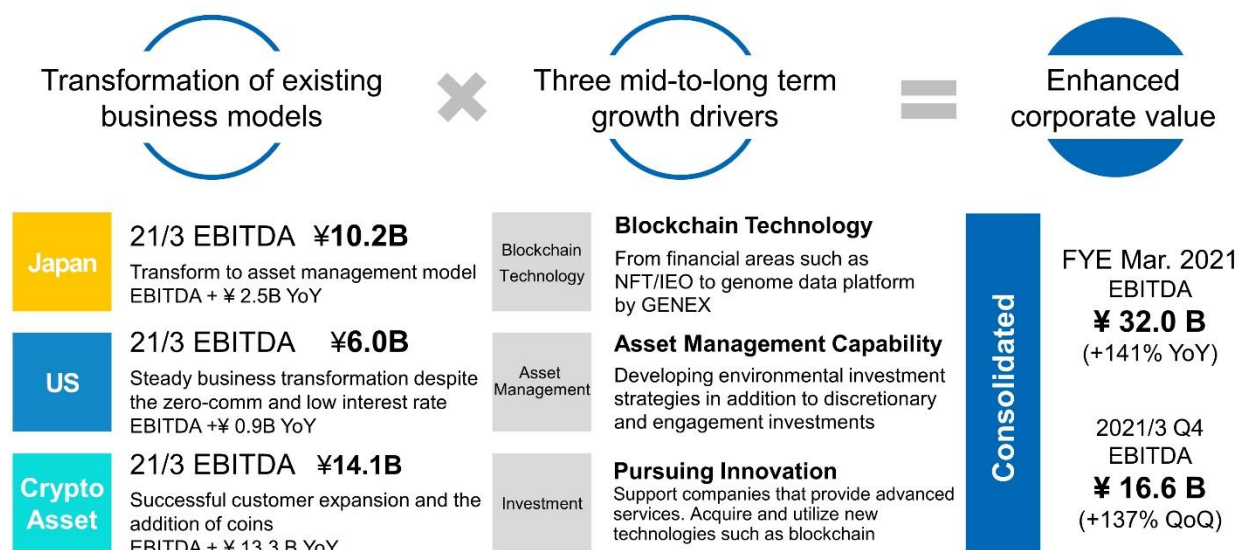 Transformation of existing
business models
Three mid-to-long term
growth drivers
=
Enhanced
corporate value
Japan
21/3 EBITDA ¥10.2B
Transform to asset management model
EBITDA + ¥ 2.5B YoY
US
21/3 EBITDA ¥6.0B
Steady business transformation despite
the zero-comm and low interest rate
EBITDA +¥ 0.9B YoY
Crypto
Asset
21/3 EBITDA ¥14.1B
Successful customer expansion and the
addition of coins
EBITDA + ¥ 13.3 B YoY
Blockchain
Technology
Blockchain Technology
From financial areas such as
NFT/IEO to genome data platform
by GENEX
Asset
Management
Asset Management Capability
Developing environmental investment
strategies in addition to discretionary
and engagement investments
Investment
Pursuing Innovation
Support companies that provide advanced
services. Acquire and utilize new
technologies such as blockchain
Consolidated
FYE Mar. 2021
EBITDA
¥ 32.0 B
(+141% YoY)
2021/3 Q4
EBITDA
¥ 16.6 B
(+137% QoQ)